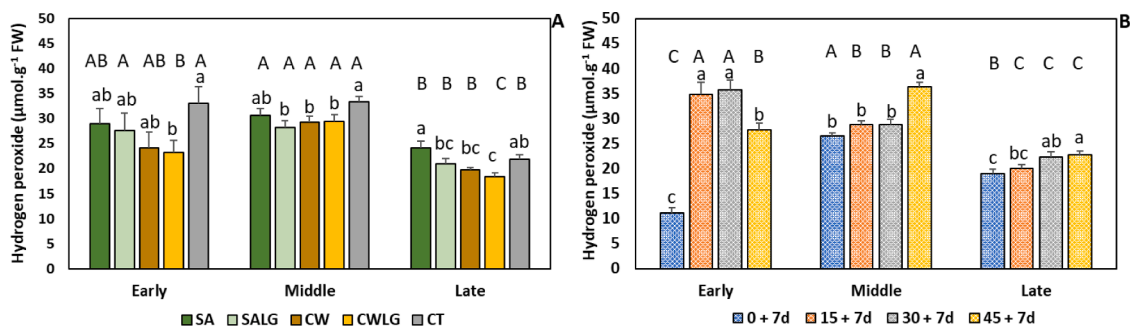 A
Hydrogen peroxide (µmol.g⁻¹ FW)
50
45
40
35
30
25
20
15
10
5
0
AB A AB B A
A A A A A
B B B C B
ab ab b b a
ab b b b a
a bc bc c ab
Early Middle Late
SA SALG CW CWLG CT
B
Hydrogen peroxide (µmol.g⁻¹ FW)
50
45
40
35
30
25
20
15
10
5
0
C A A B
A B B A
B C C C
c a a b
b b b a
c bc ab a
Early Middle Late
0 + 7d 15 + 7d 30 + 7d 45 + 7d